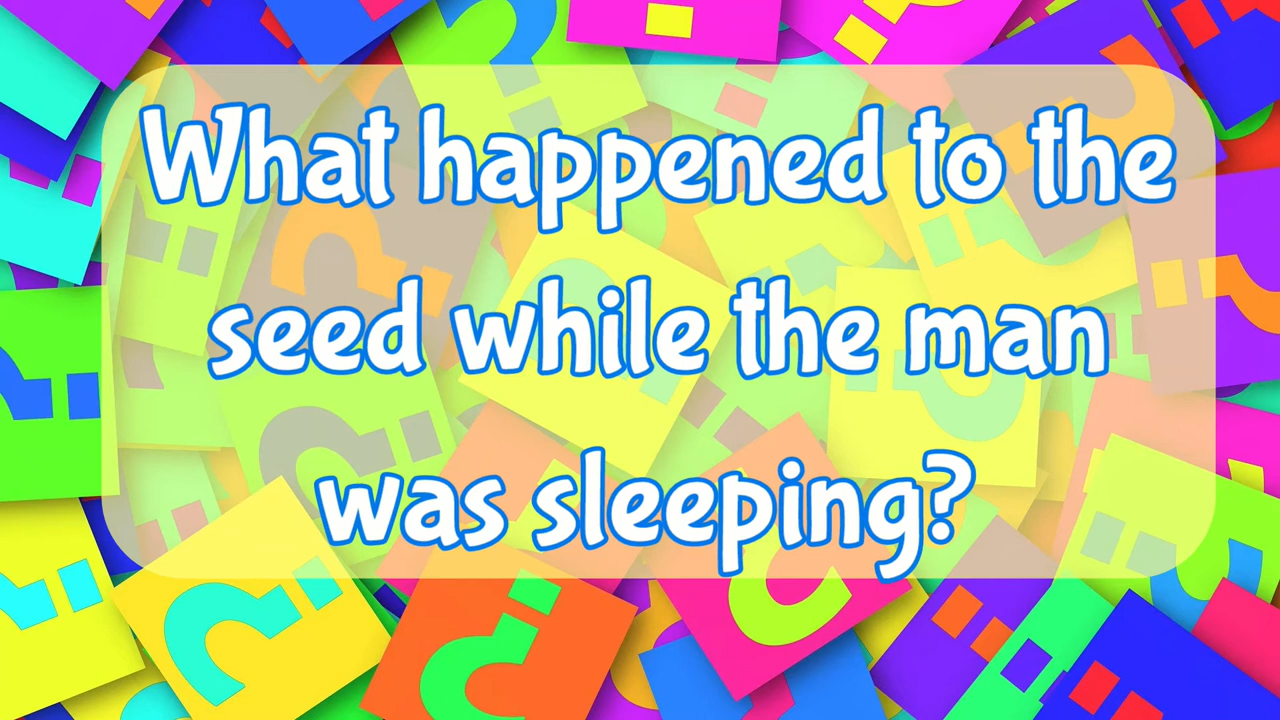 What happened to the
seed while the man
was sleeping?